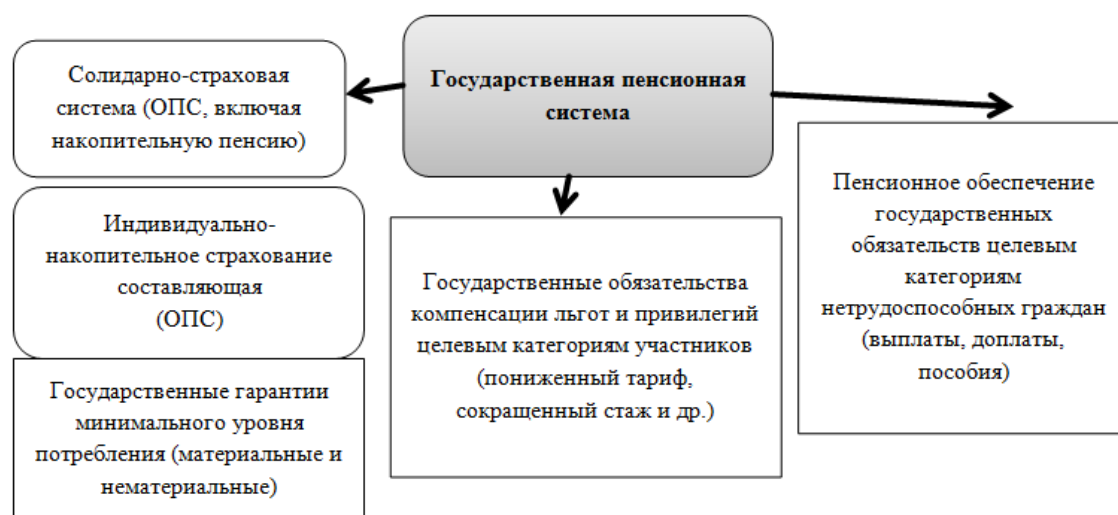 Государственная пенсионная
система
Солидарно-страховая
система (ОПС, включая
накопительную пенсию)
Индивидуально-
накопительное страхование
составляющая
(ОПС)
Государственные гарантии
минимального уровня
потребления (материальные и
нематериальные)
Государственные обязательства
компенсации льгот и привилегий
целевым категориям участников
(пониженный тариф,
сокращенный стаж и др.)
Пенсионное обеспечение
государственных
обязательств целевым
категориям
нетрудоспособных граждан
(выплаты, доплаты,
пособия)